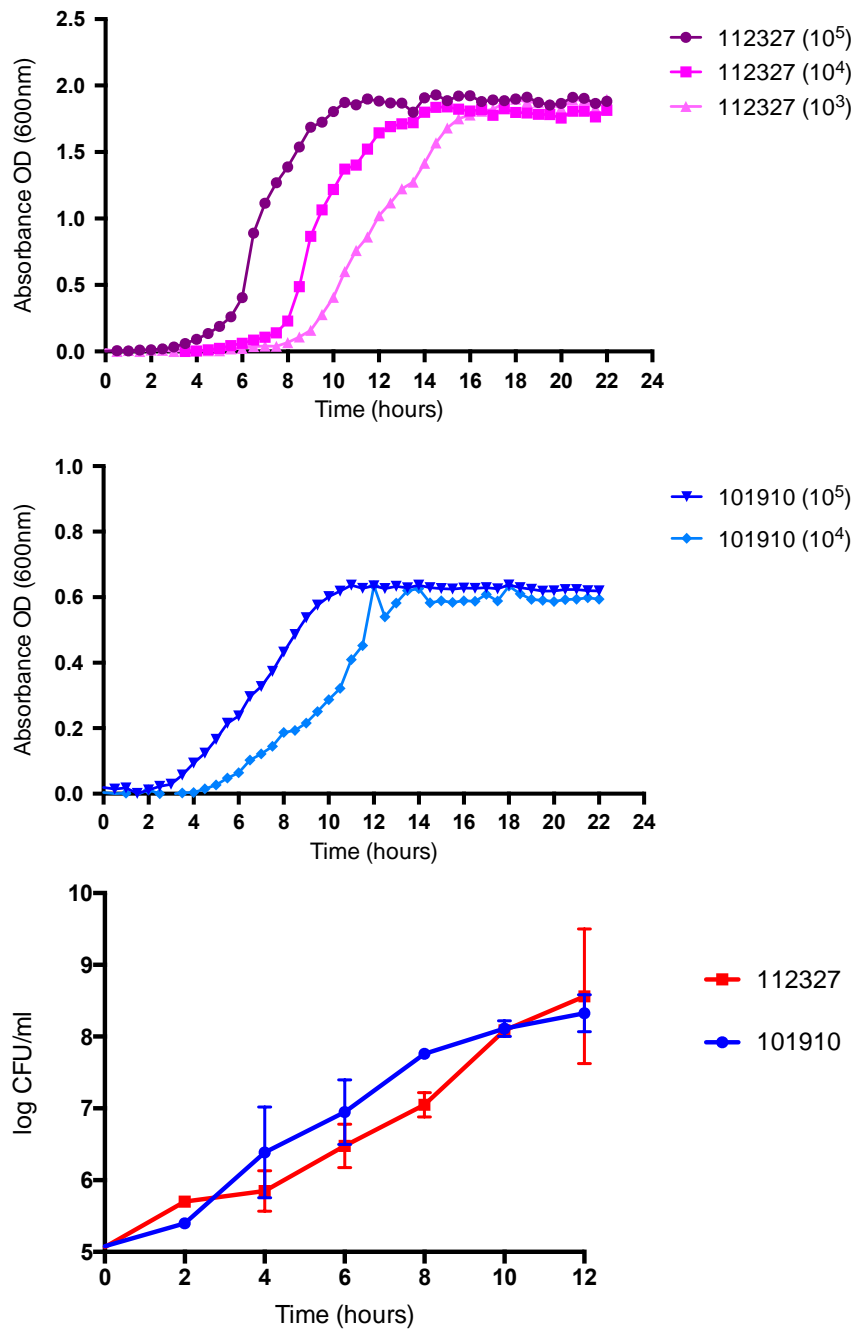 2.5
2.0
1.5
1.0
0.5
0.0
0 2 4 6 8 10 12 14 16 18 20 22 24
Absorbance OD (600nm)
Time (hours)
112327 (10⁵)
112327 (10⁴)
112327 (10³)
1.0
0.8
0.6
0.4
0.2
0.0
0 2 4 6 8 10 12 14 16 18 20 22 24
Absorbance OD (600nm)
Time (hours)
101910 (10⁵)
101910 (10⁴)
10
9
8
7
6
5
0 2 4 6 8 10 12
log CFU/ml
Time (hours)
112327
101910